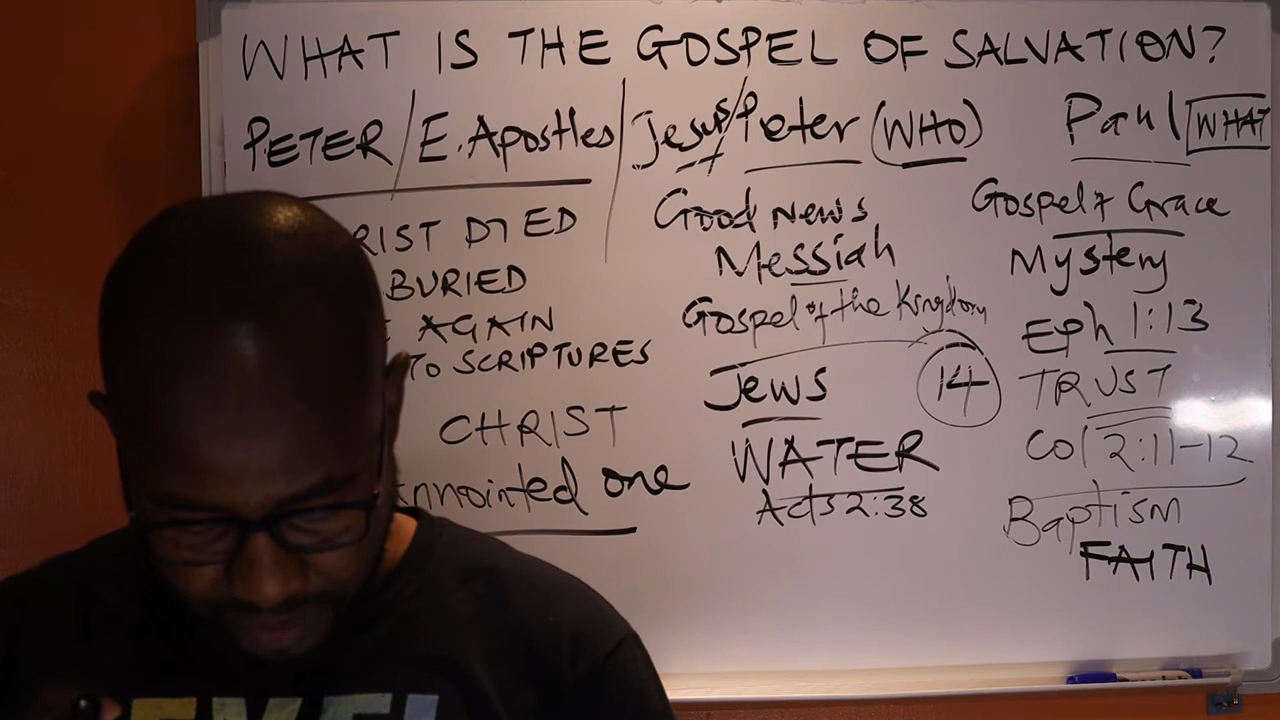 WHAT IS THE GOSPEL OF SALVATION?
PETER/E. Apostles/Jesus/Peter (WHO)
Paul WHAT
RIST DIED
BURIED
AGAIN
TO SCRIPTURES
CHRIST
nnointed one
Good News
Messiah
Gospel of the Kingdom
Jews
14
WATER
Acts 2:38
Gospel of Grace
Mystery
Eph 1:13
TRUST
Col 2:11-12
Baptism
FAITH